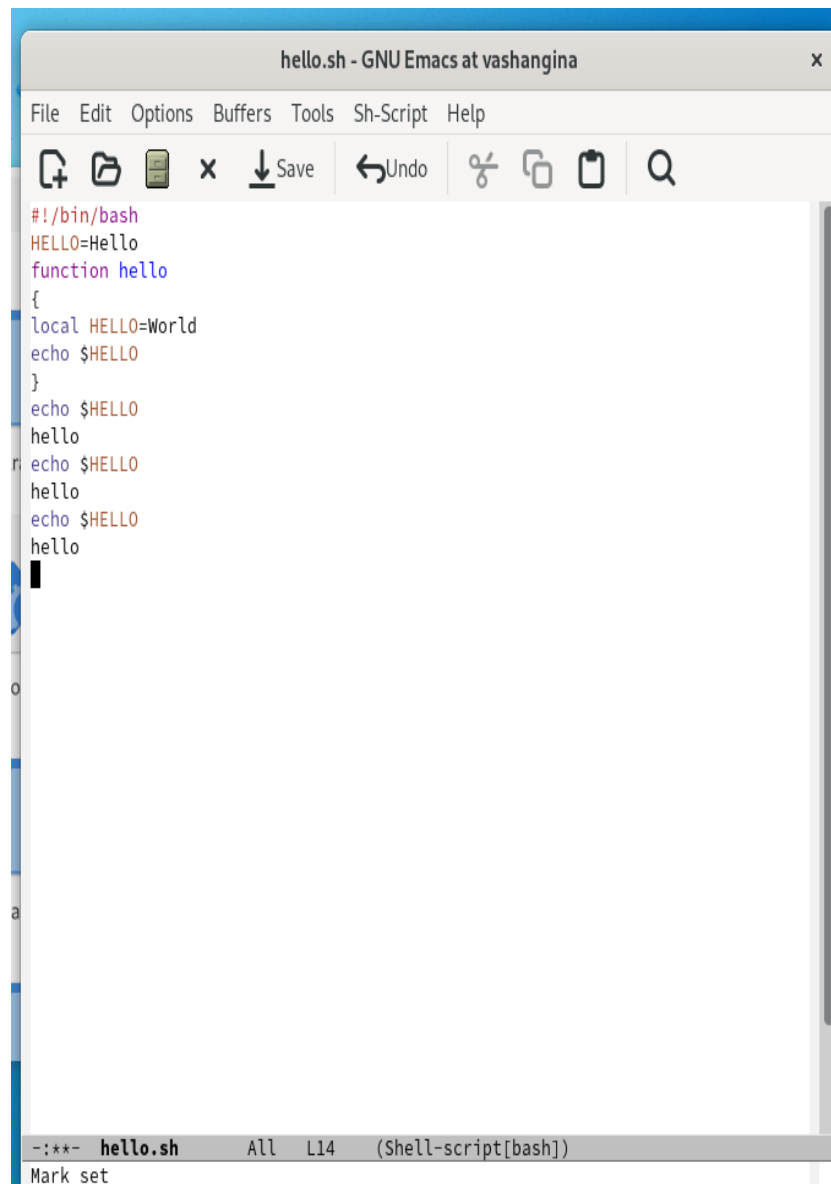 hello.sh - GNU Emacs at vashangina x
File Edit Options Buffers Tools Sh-Script Help
Save Undo
#!/bin/bash
HELLO=Hello
function hello
{
local HELLO=World
echo $HELLO
}
echo $HELLO
hello
echo $HELLO
hello
echo $HELLO
hello
-:**- hello.sh All L14 (Shell-script[bash])
Mark set